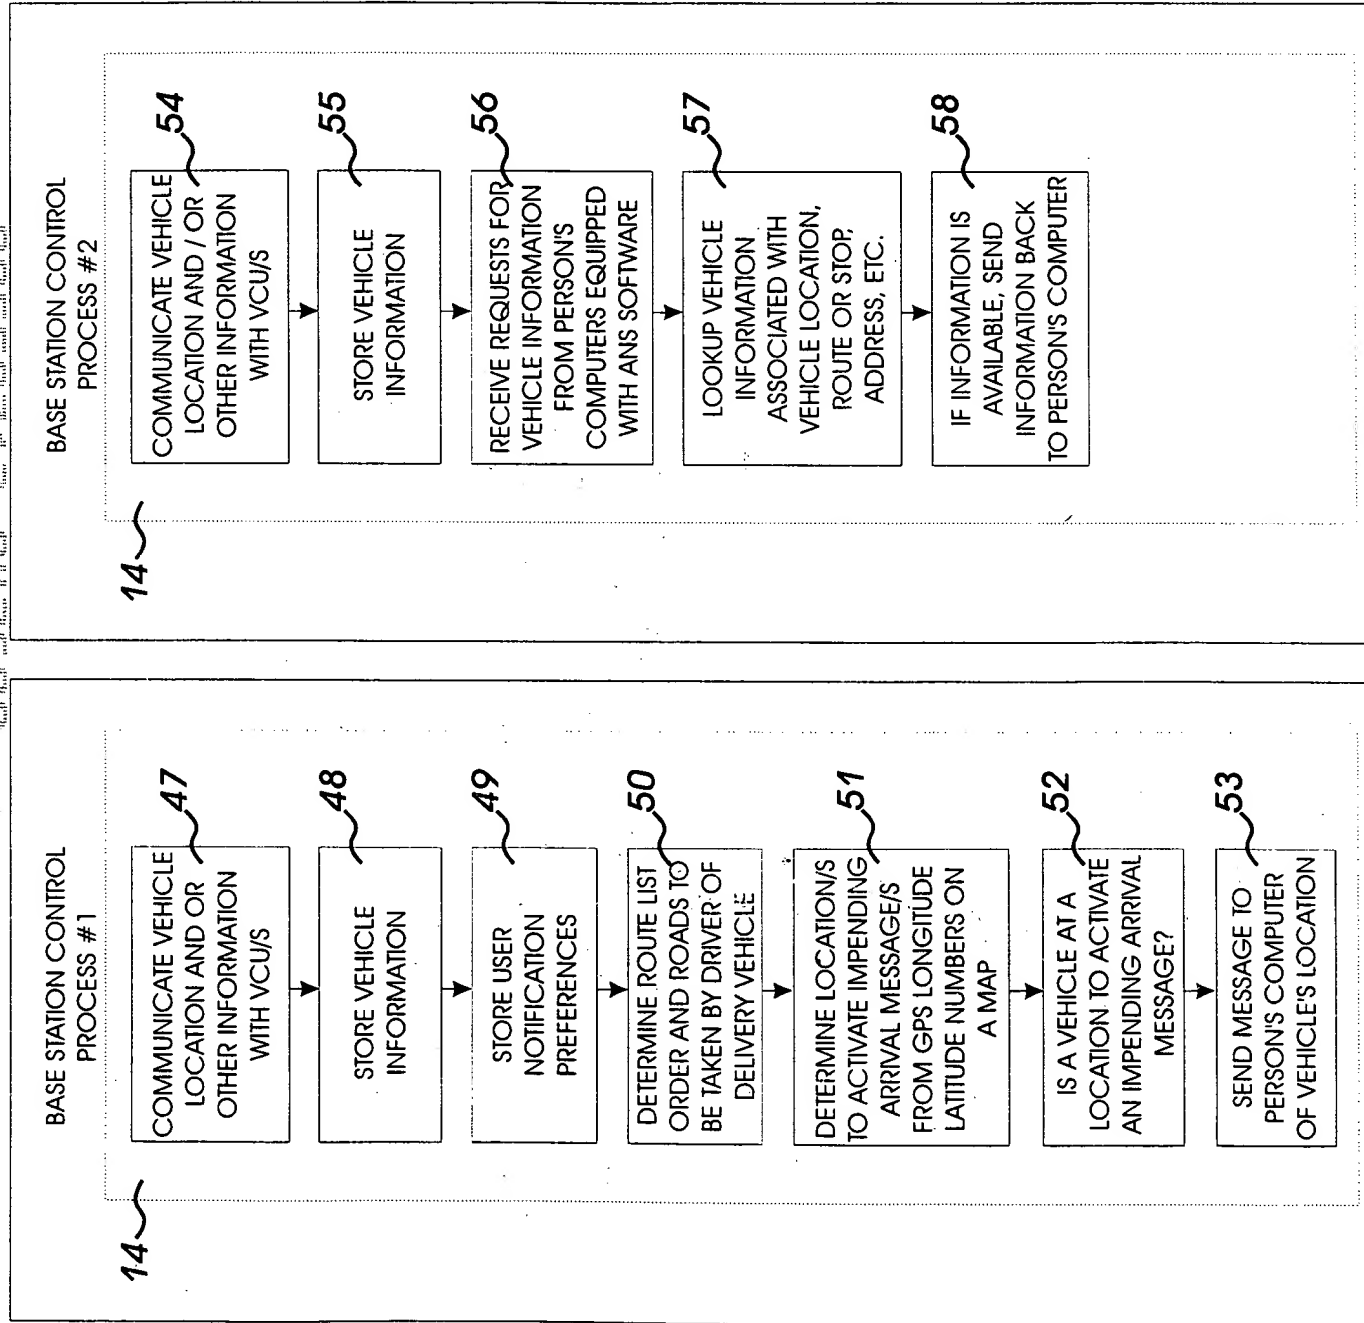 BASE STATION CONTROL
PROCESS #1
14
COMMUNICATE VEHICLE
LOCATION AND OR
OTHER INFORMATION
WITH VCU/S
47
STORE VEHICLE
INFORMATION
48
STORE USER
NOTIFICATION
PREFERENCES
49
DETERMINE ROUTE LIST
ORDER AND ROADS TO
BE TAKEN BY DRIVER OF
DELIVERY VEHICLE
50
DETERMINE LOCATION/S
TO ACTIVATE IMPENDING
ARRIVAL MESSAGE/S
FROM GPS LONGITUDE
LATITUDE NUMBERS ON
A MAP
51
IS A VEHICLE AT A
LOCATION TO ACTIVATE
AN IMPENDING ARRIVAL
MESSAGE?
52
SEND MESSAGE TO
PERSON'S COMPUTER
OF VEHICLE'S LOCATION
53
BASE STATION CONTROL
PROCESS #2
14
COMMUNICATE VEHICLE
LOCATION AND / OR
OTHER INFORMATION
WITH VCU/S
54
STORE VEHICLE
INFORMATION
55
RECEIVE REQUESTS FOR
VEHICLE INFORMATION
FROM PERSON'S
COMPUTERS EQUIPPED
WITH ANS SOFTWARE
56
LOOKUP VEHICLE
INFORMATION
ASSOCIATED WITH
VEHICLE LOCATION,
ROUTE OR STOP,
ADDRESS, ETC.
57
IF INFORMATION IS
AVAILABLE, SEND
INFORMATION BACK
TO PERSON'S COMPUTER
58